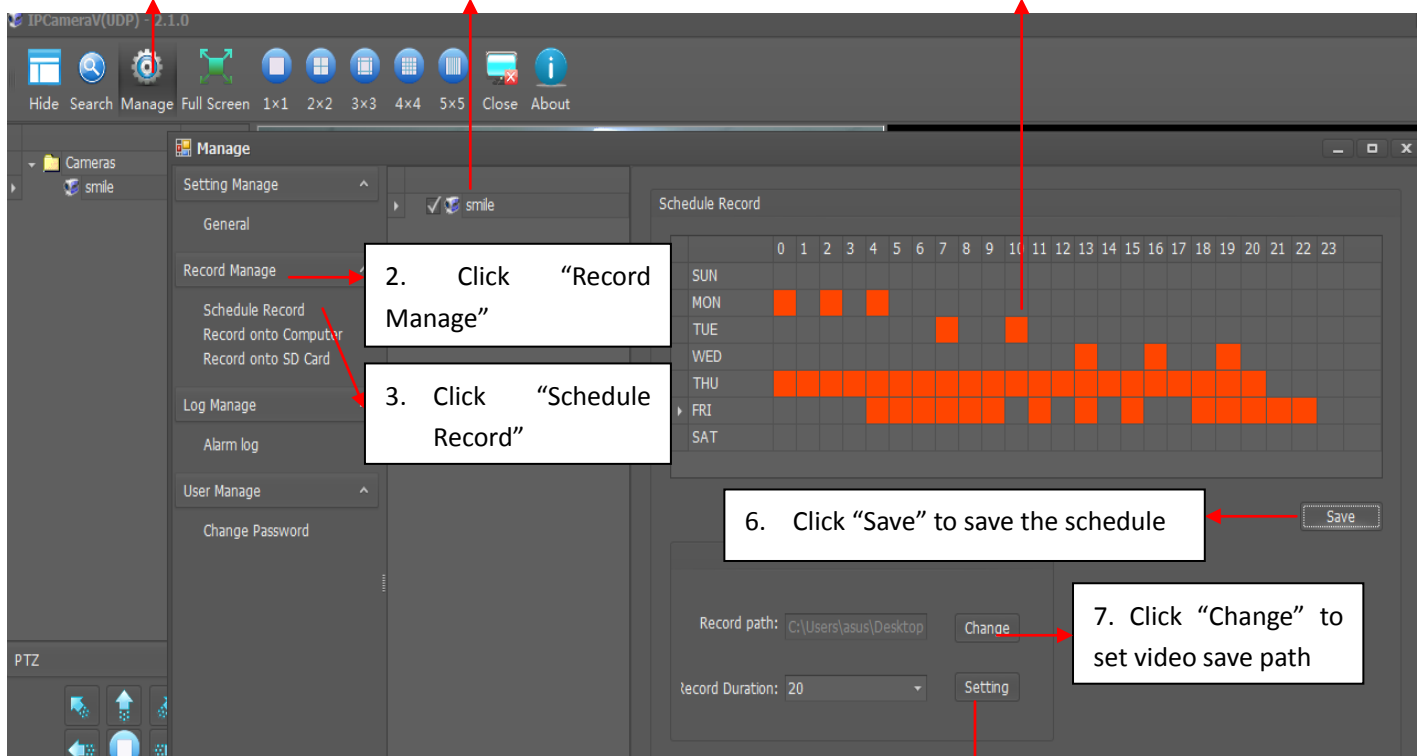 IPCameraV(UDP) - 2.1.0
Hide Search Manage Full Screen 1×1 2×2 3×3 4×4 5×5 Close About
Manage
Cameras
smile
Setting Manage
General
Record Manage
Schedule Record
Record onto Computer
Record onto SD Card
Log Manage
Alarm log
User Manage
Change Password
smile
2. Click “Record
Manage”
3. Click “Schedule
Record”
Schedule Record
0 1 2 3 4 5 6 7 8 9 10 11 12 13 14 15 16 17 18 19 20 21 22 23
SUN
MON
TUE
WED
THU
FRI
SAT
6. Click “Save” to save the schedule
Save
Record path: C:\Users\asus\Desktop Change
7. Click “Change” to
set video save path
Record Duration: 20 Setting
PTZ